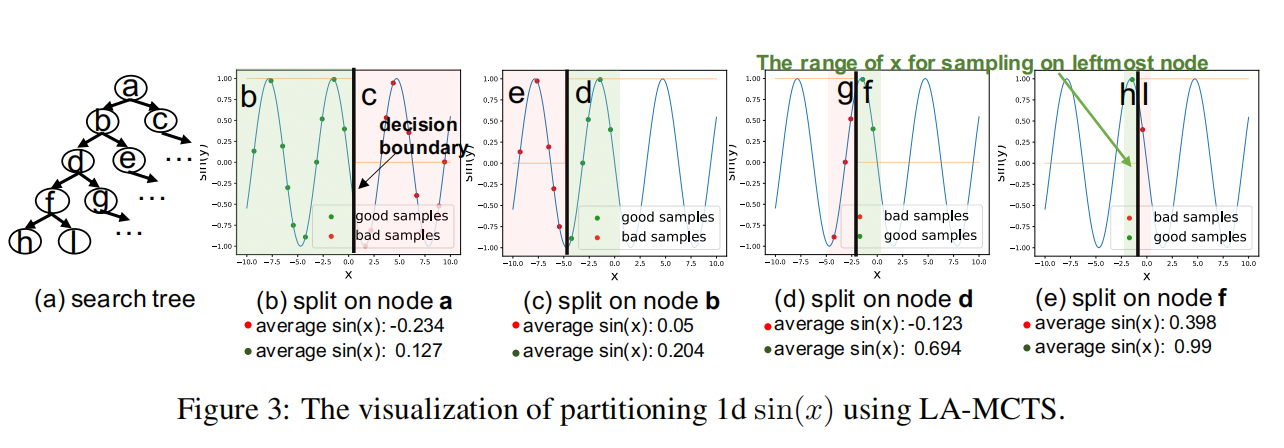 The range of x for sampling on leftmost node
a
b
c
d
e
...
f
g
...
h
I
...
(a) search tree
1.00
0.75
0.50
0.25
0.00
−0.25
−0.50
−0.75
−1.00
sin(y)
b
c
decision
boundary
good samples
bad samples
−10.0 −7.5 −5.0 −2.5 0.0 2.5 5.0 7.5 10.0
x
(b) split on node a
average sin(x): -0.234
average sin(x): 0.127
1.00
0.75
0.50
0.25
0.00
−0.25
−0.50
−0.75
−1.00
e
d
good samples
bad samples
−10.0 −7.5 −5.0 −2.5 0.0 2.5 5.0 7.5 10.0
x
(c) split on node b
average sin(x): 0.05
average sin(x): 0.204
1.00
0.75
0.50
0.25
0.00
−0.25
−0.50
−0.75
−1.00
sin(y)
g
f
bad samples
good samples
−10.0 −7.5 −5.0 −2.5 0.0 2.5 5.0 7.5 10.0
x
(d) split on node d
average sin(x): -0.123
average sin(x): 0.694
1.00
0.75
0.50
0.25
0.00
−0.25
−0.50
−0.75
−1.00
sin(y)
h
I
bad samples
good samples
−10.0 −7.5 −5.0 −2.5 0.0 2.5 5.0 7.5 10.0
x
(e) split on node f
average sin(x): 0.398
average sin(x): 0.99
Figure 3: The visualization of partitioning 1d sin(x) using LA-MCTS.